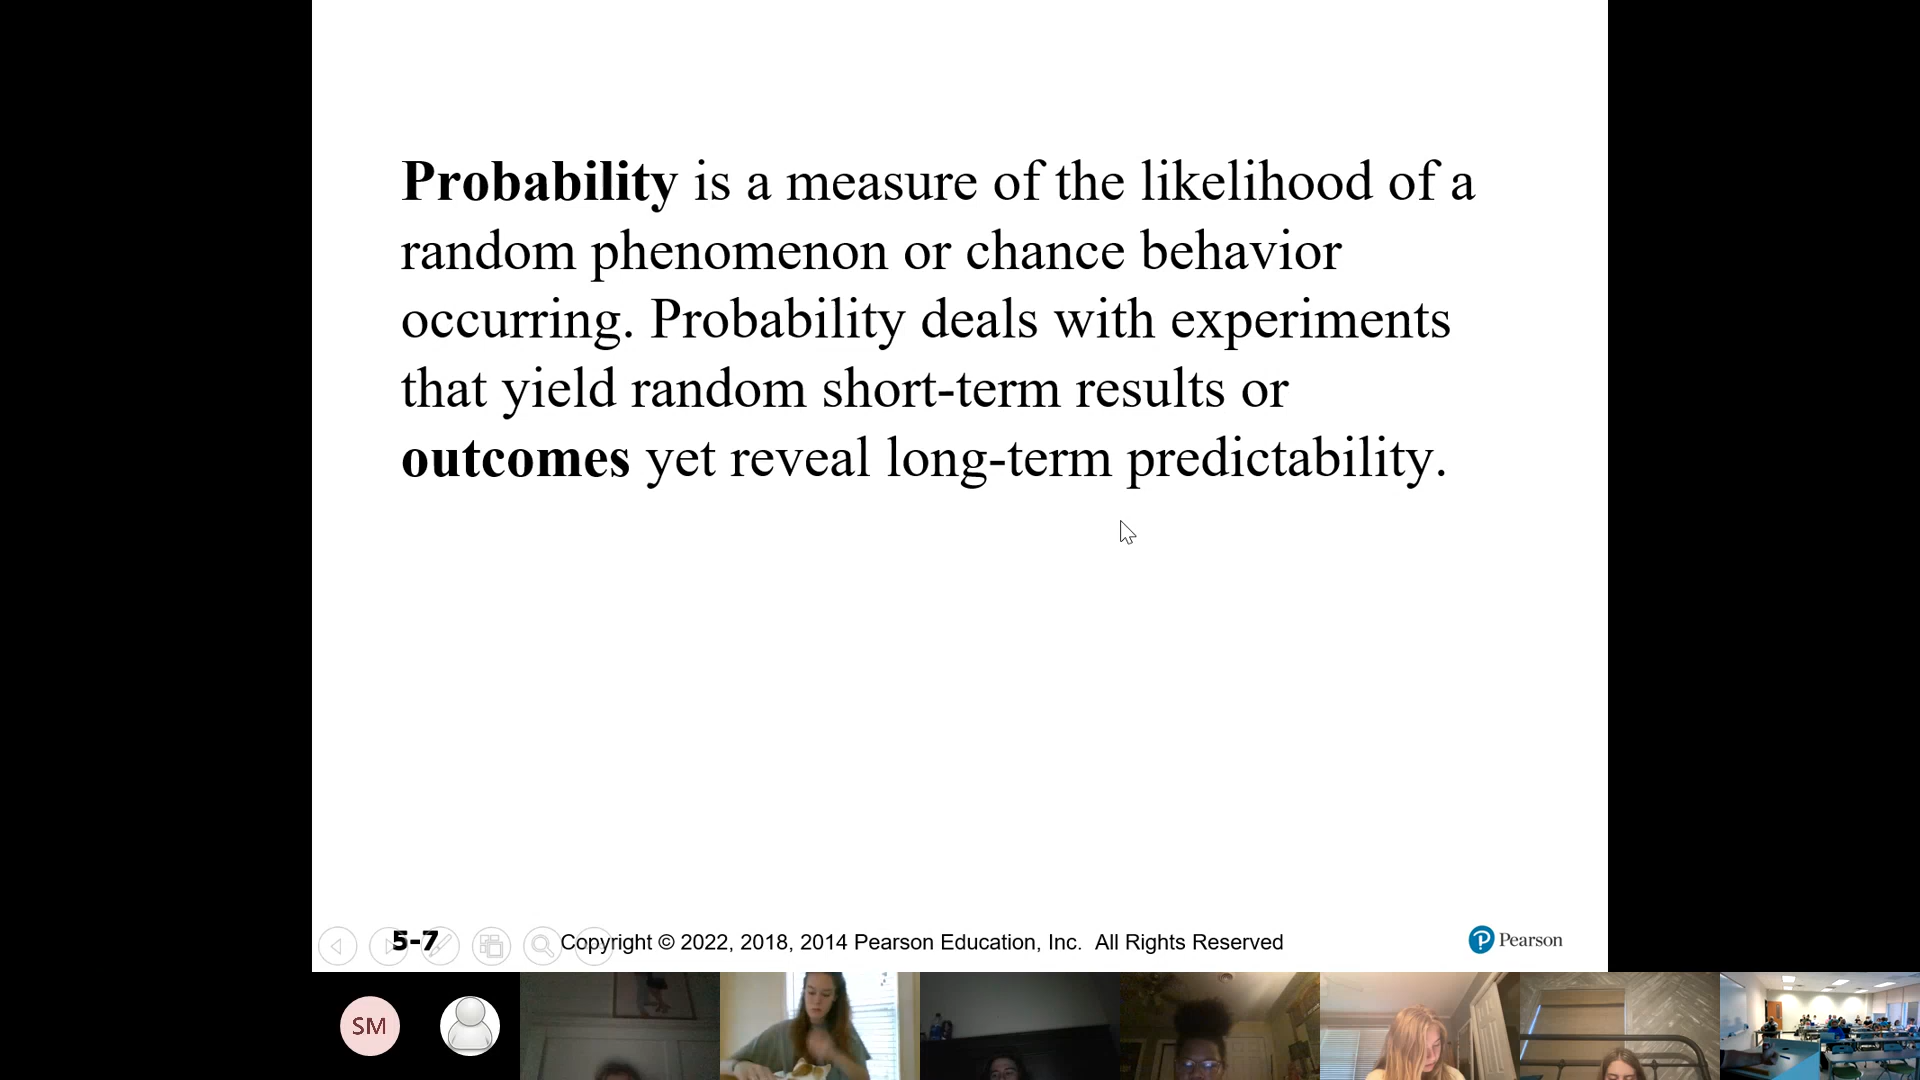 Probability is a measure of the likelihood of a
random phenomenon or chance behavior
occurring. Probability deals with experiments
that yield random short-term results or
outcomes yet reveal long-term predictability.
5-7
Copyright © 2022, 2018, 2014 Pearson Education, Inc. All Rights Reserved
Pearson
SM